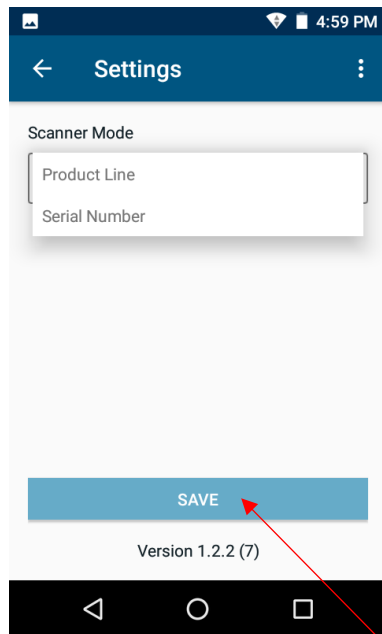 4:59 PM
Settings
Scanner Mode
Product Line
Serial Number
SAVE
Version 1.2.2 (7)